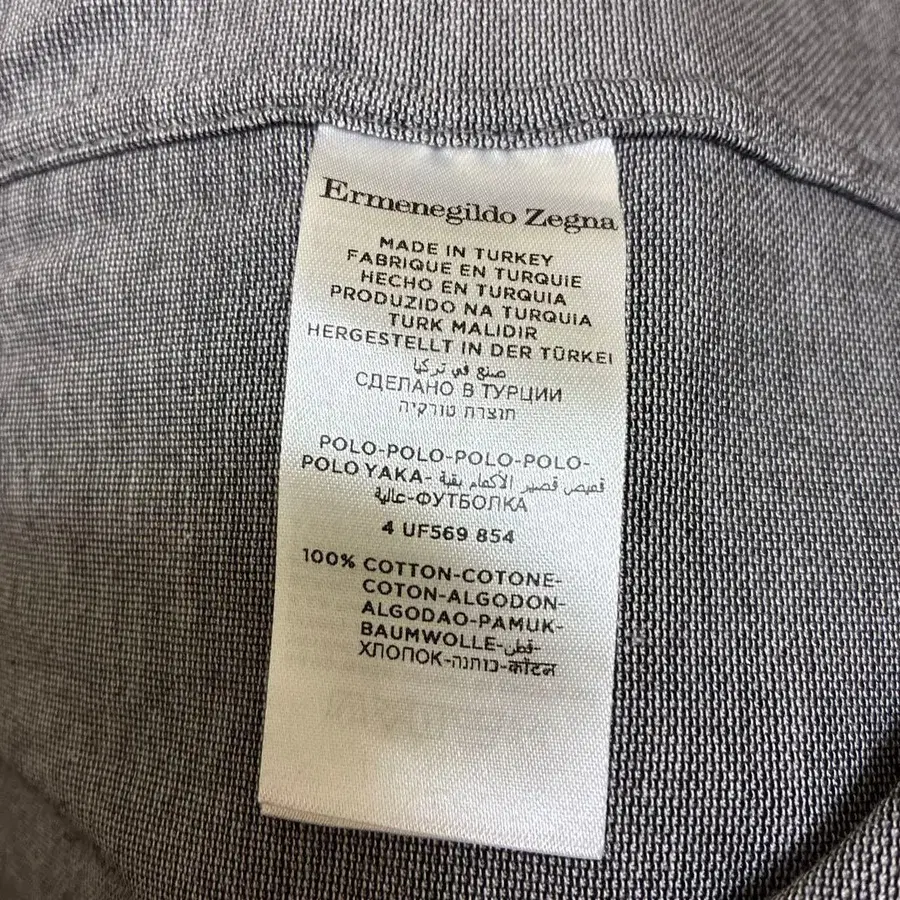 Ermenegildo Zegna
MADE IN TURKEY
FABRIQUE EN TURQUIE
HECHO EN TURQUIA
PRODUZIDO NA TURQUIA
TURK MALIDIR
HERGESTELLT IN DER TÜRKEI
صنع في تركيا
СДЕЛАНО В ТУРЦИИ
תוצרת טורקיה
POLO-POLO-POLO-POLO-
POLO YAKA- قميص قصير الأكمام بقبة
عالية-ФУТБОЛКА
4 UF569 854
100% COTTON-COTONE-
COTON-ALGODON-
ALGODAO-PAMUK-
BAUMWOLLE-قطن-
ХЛОПОК-כותנה-कॉटन